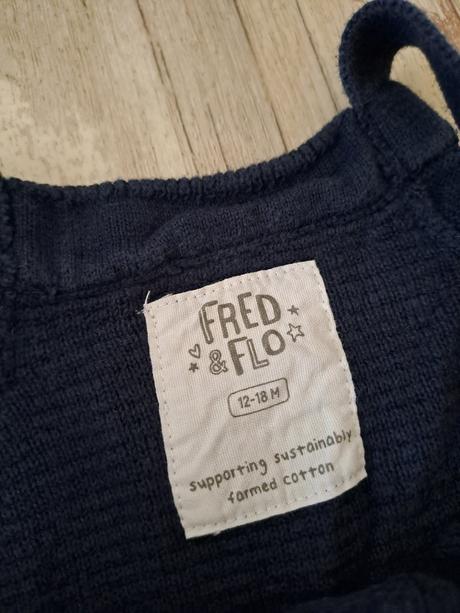 FRED
& FLO
12-18 M
supporting sustainably
farmed cotton